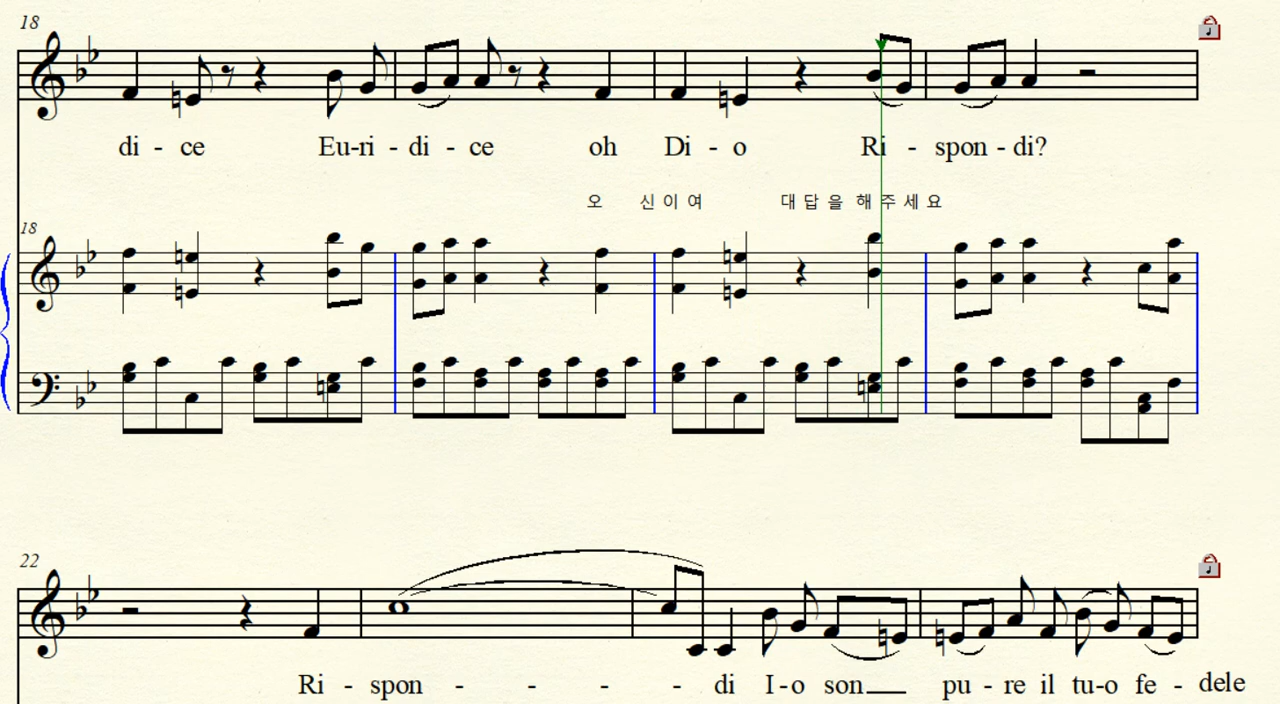 18
di - ce Eu-ri - di - ce oh Di - o Ri - spon - di?
오 신이여 대답을 해주세요
18
22
Ri - spon - - - - di I-o son___ pu - re il tu-o fe - dele